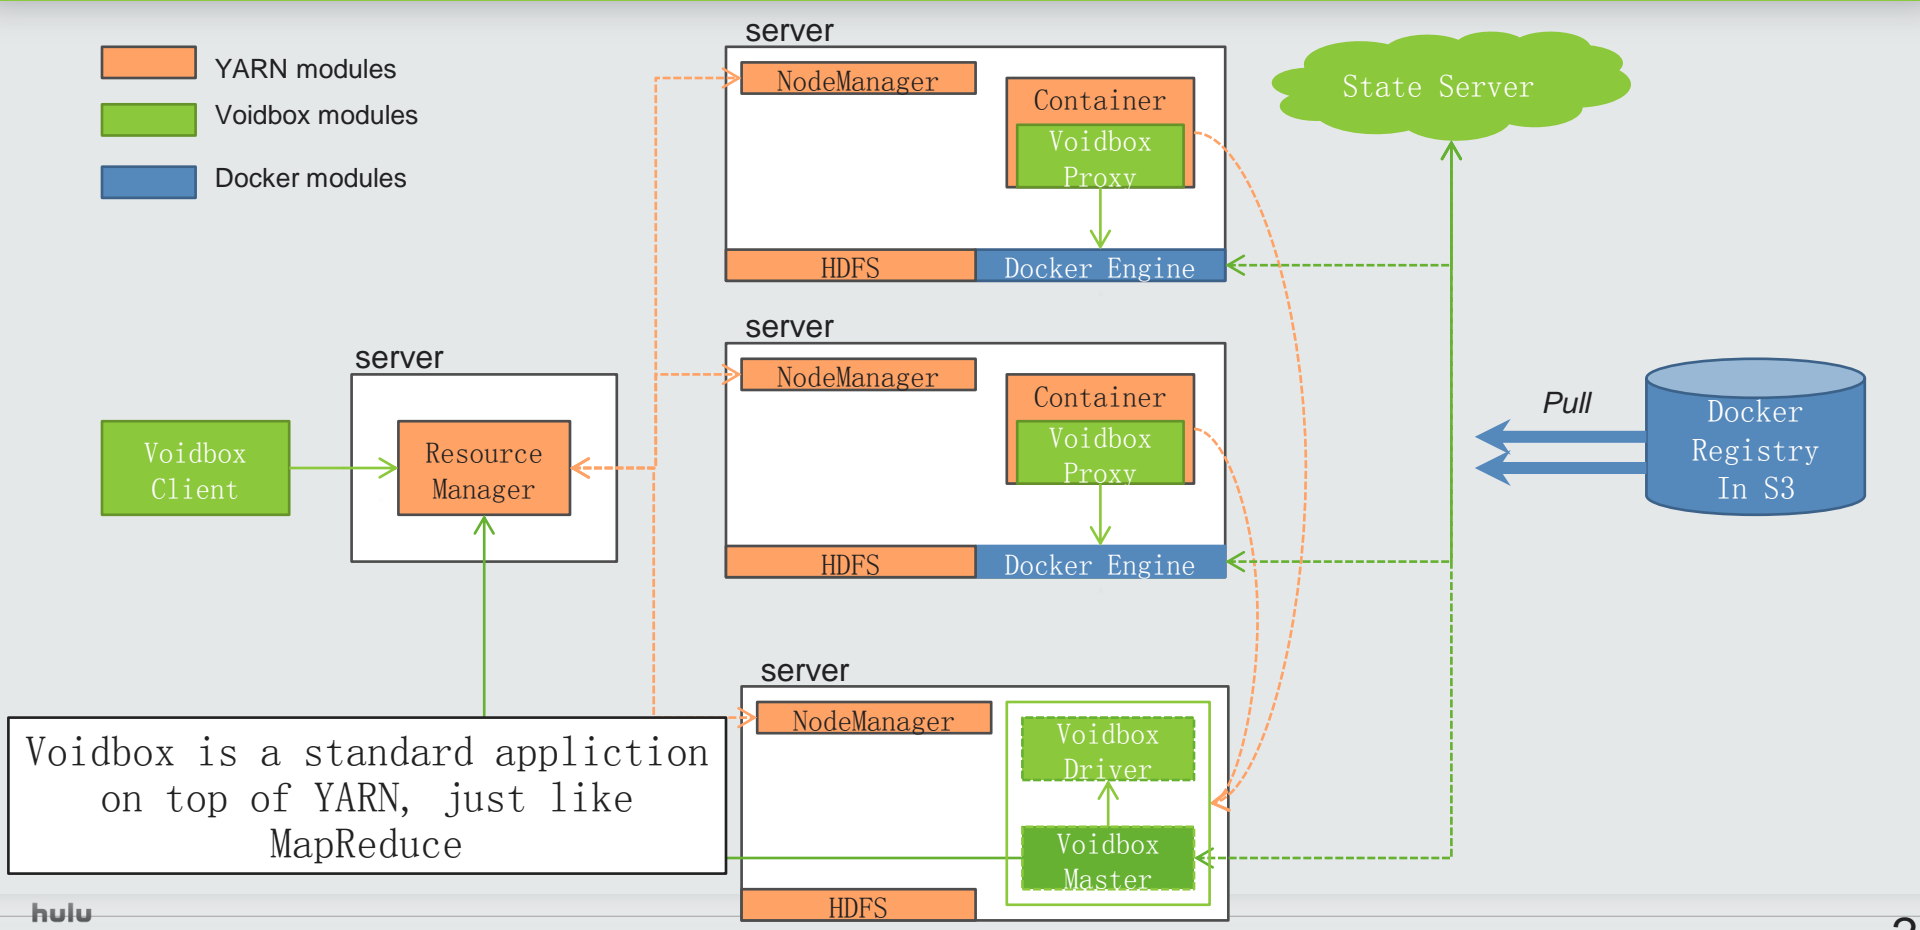 YARN modules
Voidbox modules
Docker modules
server
NodeManager
Container
Voidbox
Proxy
HDFS
Docker Engine
State Server
server
NodeManager
Container
Voidbox
Proxy
HDFS
Docker Engine
server
Voidbox
Client
Resource
Manager
Pull
Docker
Registry
In S3
server
NodeManager
Voidbox
Driver
Voidbox
Master
HDFS
Voidbox is a standard appliction
on top of YARN, just like
MapReduce
hulu